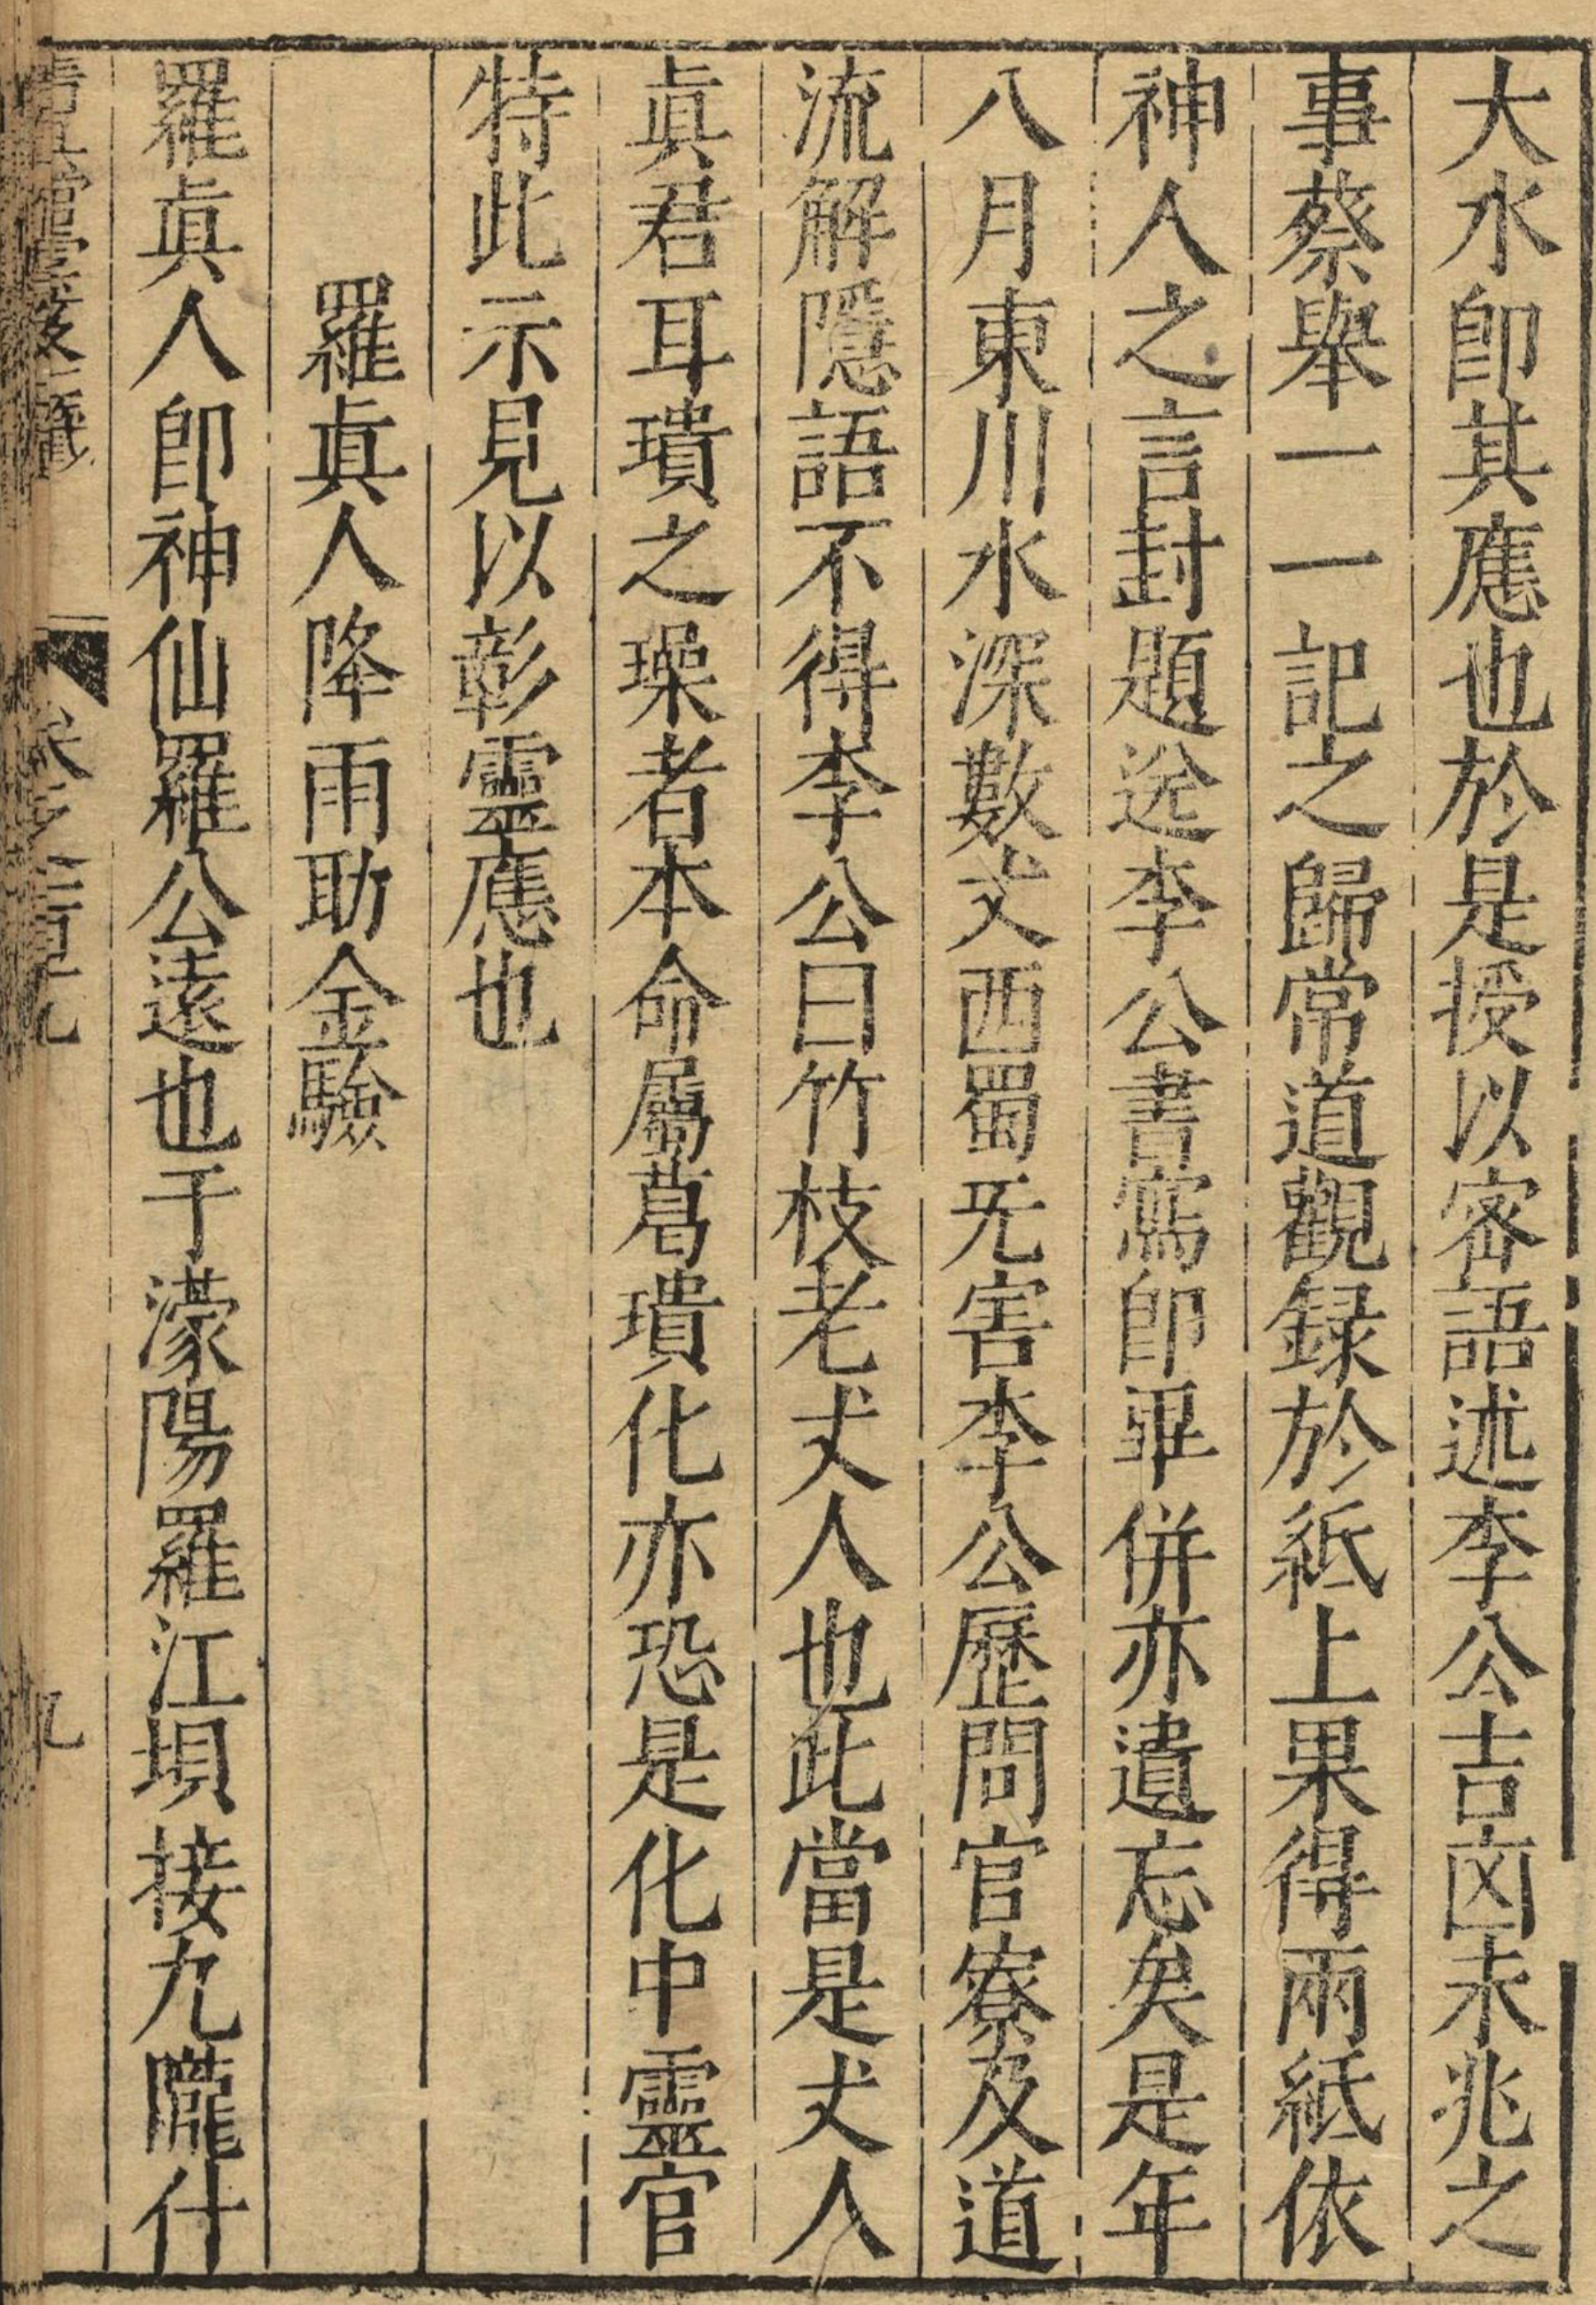 大水卽其應也於是授以密語述李公吉凶未兆之
事蔡舉一一記之歸常道觀録於紙上果得兩紙依
神人之言封題送李公書寫卽畢併亦遺忘矣是年
八月東川水深數丈西蜀旡害李公歷問官寮及道
流解隱語不得李公曰竹枝老丈人也此當是丈人
眞君耳瓆之璪者本命屬葛瓆化亦恐是化中靈官
特此示見以彰靈應也
羅眞人降雨助金驗
羅眞人卽神仙羅公遠也于濛陽羅江垻接九隴什